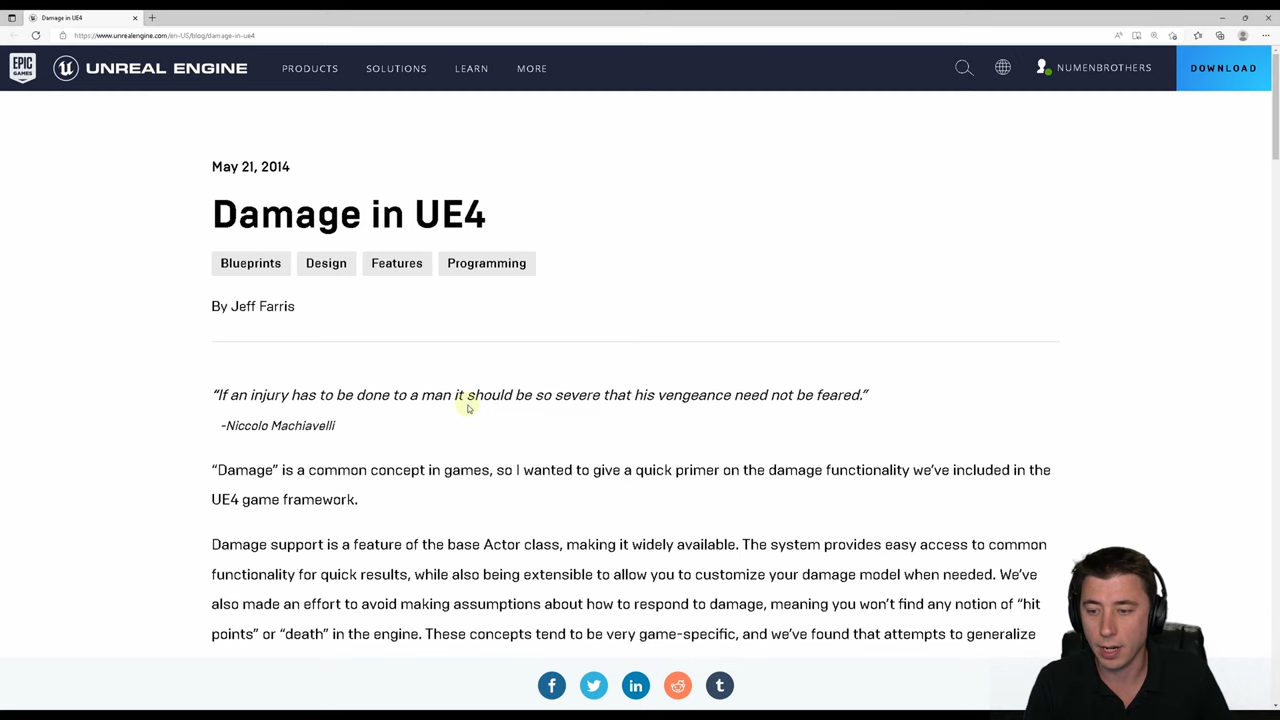 Damage in UE4
https://www.unrealengine.com/en-US/blog/damage-in-ue4
EPIC GAMES
UNREAL ENGINE
PRODUCTS
SOLUTIONS
LEARN
MORE
NUMENBROTHERS
DOWNLOAD
May 21, 2014
Damage in UE4
Blueprints
Design
Features
Programming
By Jeff Farris
“If an injury has to be done to a man it should be so severe that his vengeance need not be feared.”
-Niccolo Machiavelli
“Damage” is a common concept in games, so I wanted to give a quick primer on the damage functionality we’ve included in the
UE4 game framework.
Damage support is a feature of the base Actor class, making it widely available. The system provides easy access to common
functionality for quick results, while also being extensible to allow you to customize your damage model when needed. We’ve
also made an effort to avoid making assumptions about how to respond to damage, meaning you won’t find any notion of “hit
points” or “death” in the engine. These concepts tend to be very game-specific, and we’ve found that attempts to generalize